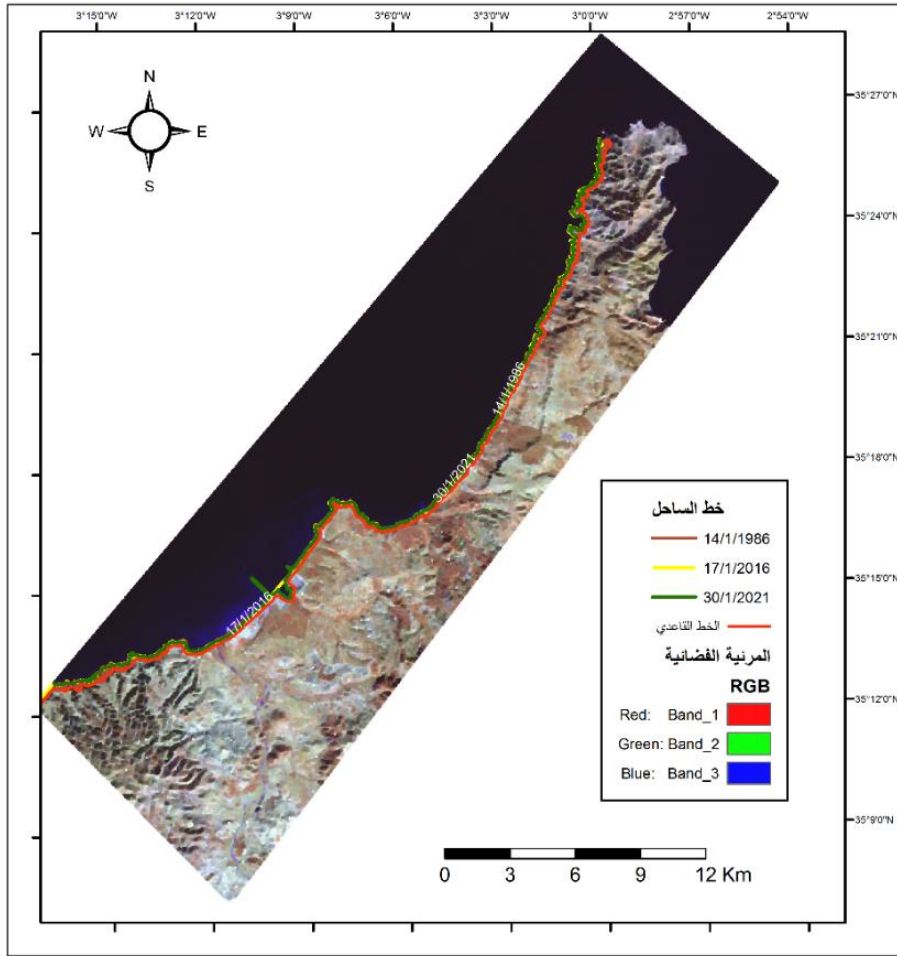 3°15'0"W 3°12'0"W 3°9'0"W 3°6'0"W 3°3'0"W 3°0'0"W 2°57'0"W 2°54'0"W
N
W E
S
35°27'0"N
35°24'0"N
35°21'0"N
35°18'0"N
35°15'0"N
35°12'0"N
35°9'0"N
14/1/1986
30/1/2021
17/1/2016
خط الساحل
14/1/1986
17/1/2016
30/1/2021
الخط القاعدي
المرئية الفضائية
RGB
Red: Band_1
Green: Band_2
Blue: Band_3
0 3 6 9 12 Km